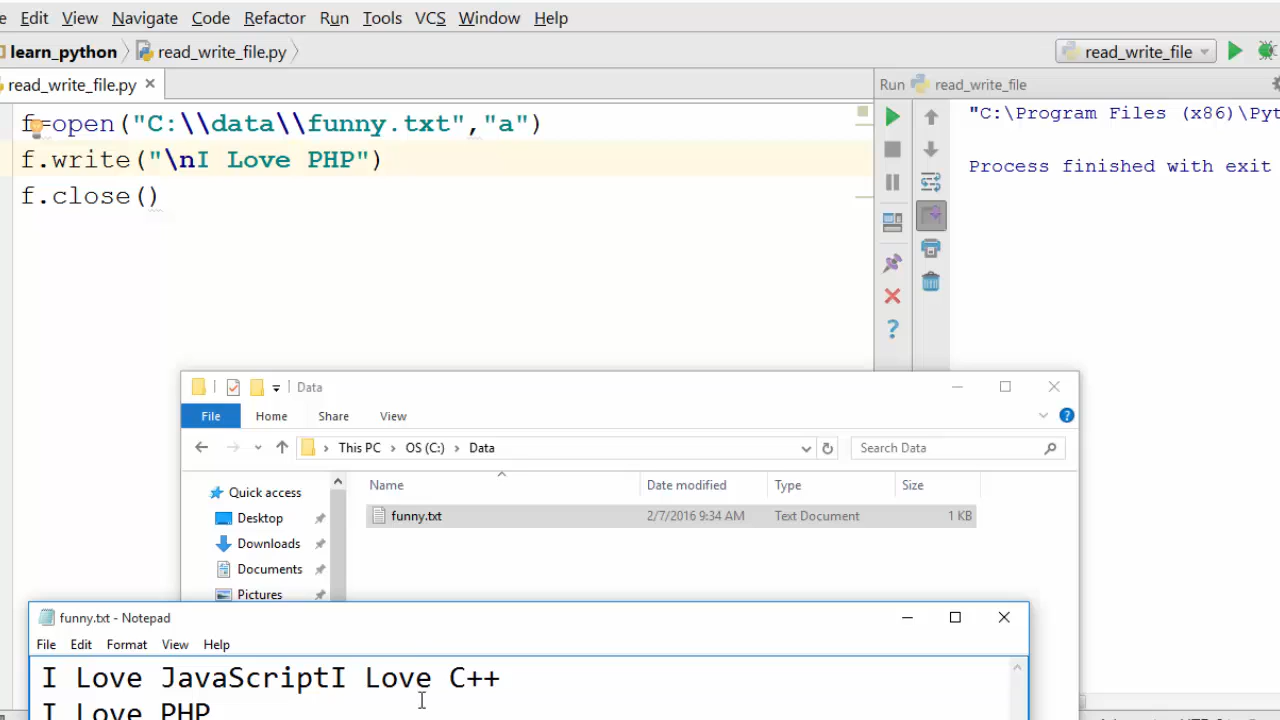 Edit View Navigate Code Refactor Run Tools VCS Window Help
learn_python read_write_file.py read_write_file
read_write_file.py Run read_write_file
f=open("C:\\data\\funny.txt","a")
f.write("\nI Love PHP")
f.close()
"C:\Program Files (x86)\Pyt
Process finished with exit
Data
File Home Share View
This PC OS (C:) Data Search Data
Name Date modified Type Size
Quick access
funny.txt 2/7/2016 9:34 AM Text Document 1 KB
Desktop
Downloads
Documents
Pictures
funny.txt - Notepad
File Edit Format View Help
I Love JavaScriptI Love C++
I Love PHP